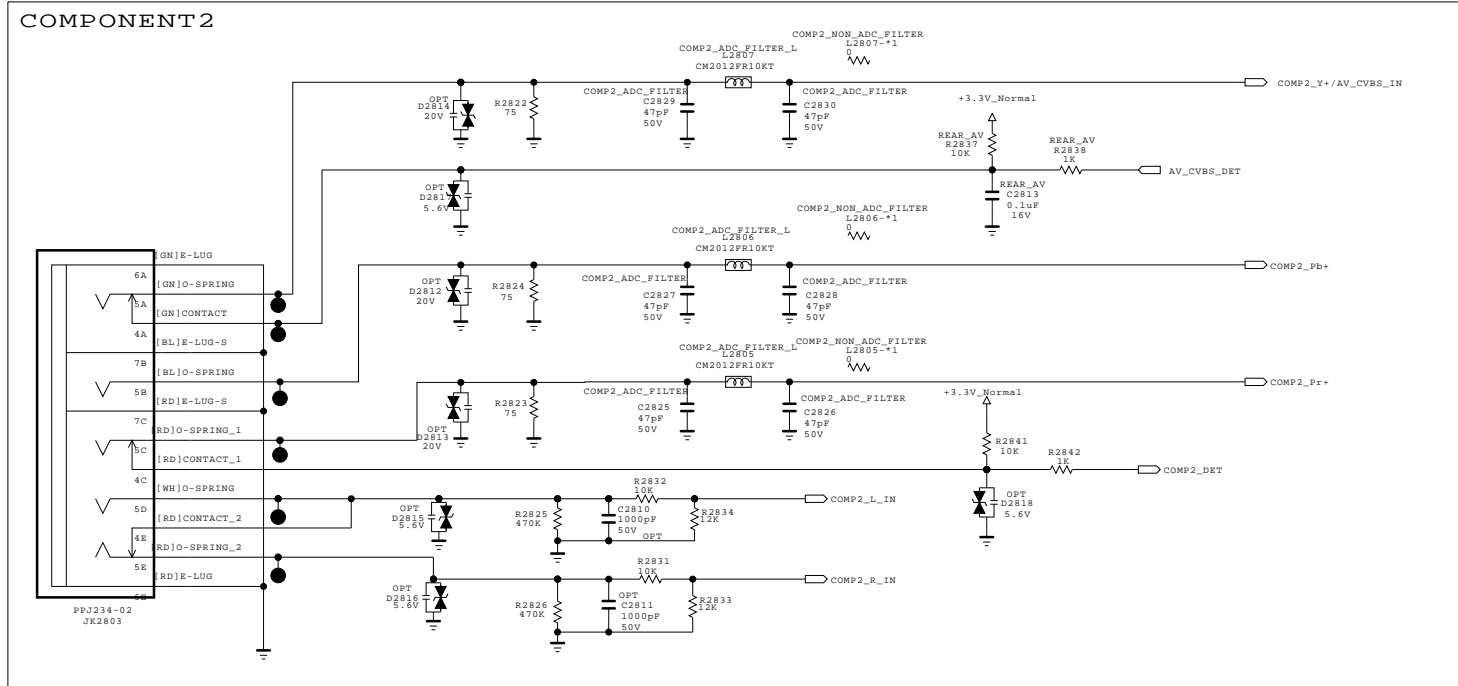 COMPONENT2
COMP2_NON_ADC_FILTER
L2807-*1
0
COMP2_ADC_FILTER_L
L2807
CM2012FR10KT
OPT
D2814
20V
R2822
75
COMP2_ADC_FILTER
C2829
47pF
50V
COMP2_ADC_FILTER
C2830
47pF
50V
COMP2_Y+/AV_CVBS_IN
+3.3V_Normal
REAR_AV
R2837
10K
REAR_AV
R2838
1K
AV_CVBS_DET
OPT
D2817
5.6V
REAR_AV
C2813
0.1uF
16V
COMP2_NON_ADC_FILTER
L2806-*1
0
COMP2_ADC_FILTER_L
L2806
CM2012FR10KT
OPT
D2812
20V
R2824
75
COMP2_ADC_FILTER
C2827
47pF
50V
COMP2_ADC_FILTER
C2828
47pF
50V
COMP2_Pb+
COMP2_NON_ADC_FILTER
L2805-*1
0
COMP2_ADC_FILTER_L
L2805
CM2012FR10KT
OPT
D2813
20V
R2823
75
COMP2_ADC_FILTER
C2825
47pF
50V
COMP2_ADC_FILTER
C2826
47pF
50V
COMP2_Pr+
+3.3V_Normal
R2841
10K
R2842
1K
COMP2_DET
OPT
D2818
5.6V
[GN]E-LUG
6A
[GN]O-SPRING
5A
[GN]CONTACT
4A
[BL]E-LUG-S
7B
[BL]O-SPRING
5B
[RD]E-LUG-S
7C
[RD]O-SPRING_1
5C
[RD]CONTACT_1
4C
[WH]O-SPRING
5D
[RD]CONTACT_2
4E
[RD]O-SPRING_2
5E
[RD]E-LUG
6E
PPJ234-02
JK2803
OPT
D2815
5.6V
R2825
470K
C2810
1000pF
50V
OPT
R2832
10K
R2834
12K
COMP2_L_IN
OPT
D2816
5.6V
R2826
470K
OPT
C2811
1000pF
50V
R2831
10K
R2833
12K
COMP2_R_IN